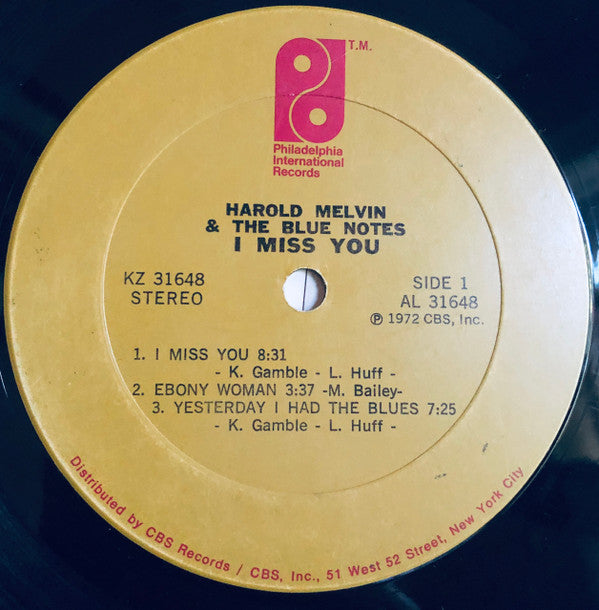 T.M.
Philadelphia
International
Records
HAROLD MELVIN
& THE BLUE NOTES
I MISS YOU
KZ 31648
STEREO
SIDE 1
AL 31648
℗ 1972 CBS, Inc.
1. I MISS YOU 8:31
- K. Gamble - L. Huff -
2. EBONY WOMAN 3:37 -M. Bailey-
3. YESTERDAY I HAD THE BLUES 7:25
- K. Gamble - L. Huff -
Distributed by CBS Records / CBS, Inc., 51 West 52 Street, New York City